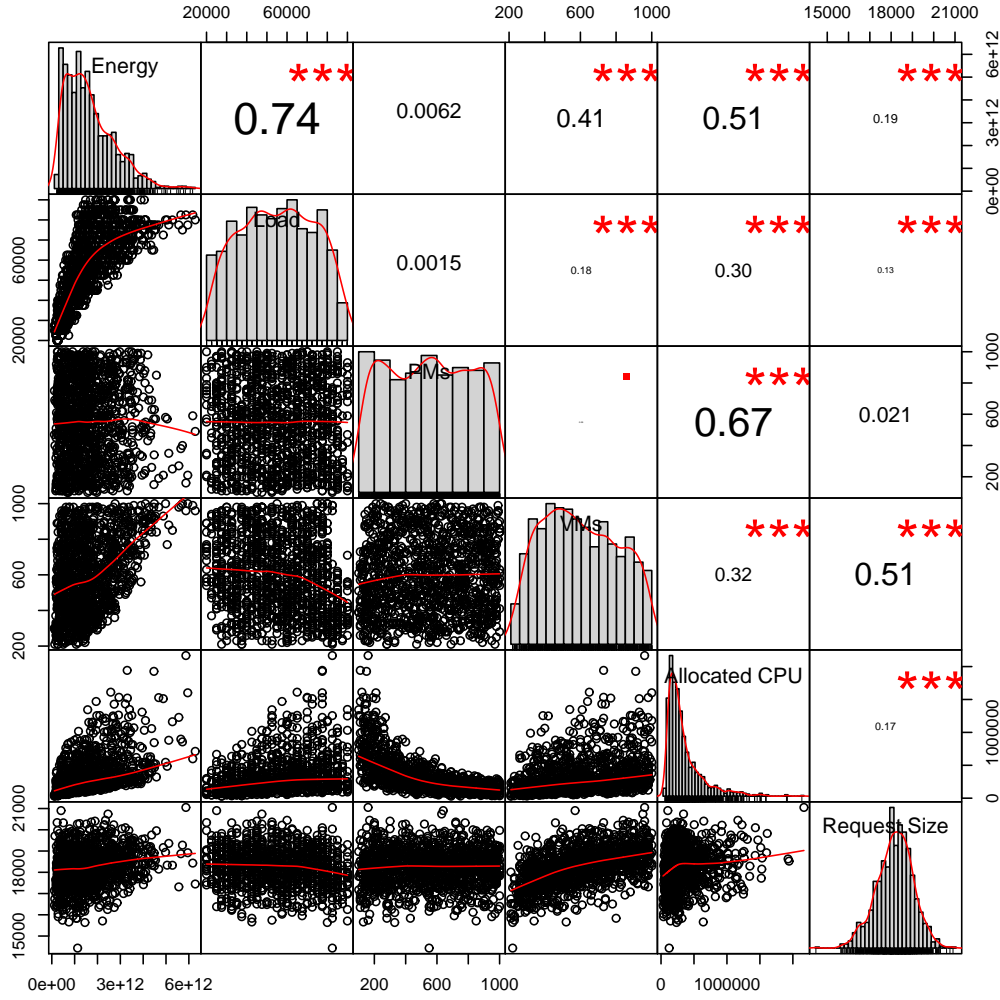 20000 60000 200 600 1000 15000 18000 21000
Energy
*** *** *** ***
0.74 0.0062 0.41 0.51 0.19
0e+00 3e+12 6e+12
20000 60000
Load
*** *** ***
0.0015 0.18 0.30 0.13
PMs
***
0.67 0.021
200 600 1000
200 600 1000
VMs
*** ***
0.32 0.51
Allocated CPU
***
0.17
0 1000000
15000 18000 21000
Request Size
0e+00 3e+12 6e+12 200 600 1000 0 1000000